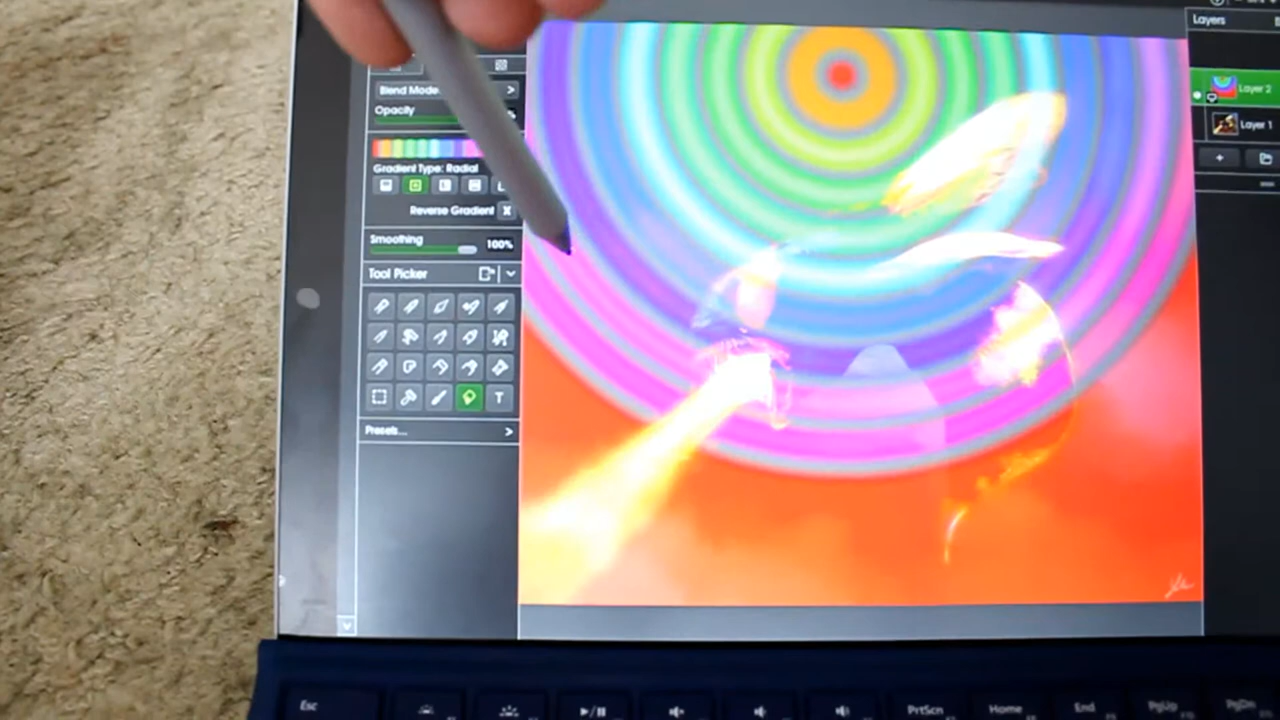 Layers
Blend Mode
>
Opacity
%
Layer 2
Layer 1
Gradient Type: Radial
Reverse Gradient X
Smoothing 100%
Tool Picker
T
Presets... >
+
Esc
PrtScn
Home
End
PgUp
PgDn